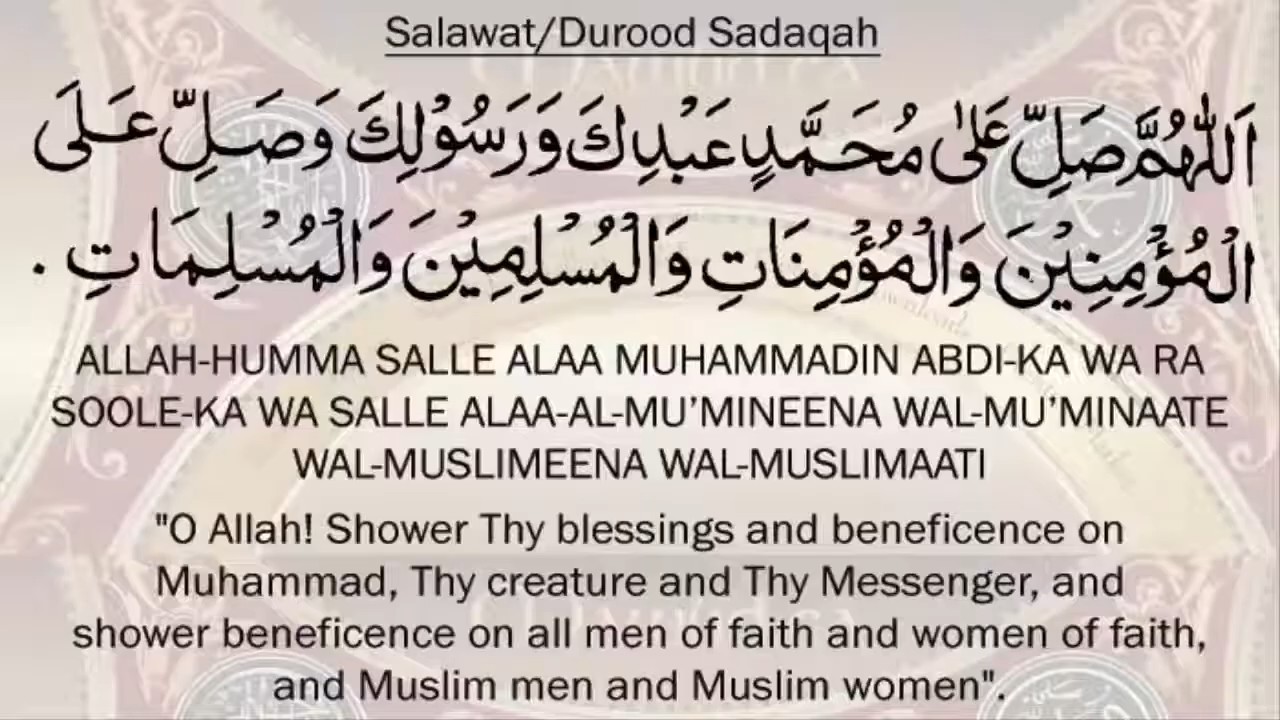 Salawat/Durood Sadaqah
اَللّٰهُمَّ صَلِّ عَلٰى مُحَمَّدٍ عَبْدِكَ وَرَسُوْلِكَ وَصَلِّ عَلَى
الْمُؤْمِنِيْنَ وَالْمُؤْمِنَاتِ وَالْمُسْلِمِيْنَ وَالْمُسْلِمَاتِ .
ALLAH-HUMMA SALLE ALAA MUHAMMADIN ABDI-KA WA RA
SOOLE-KA WA SALLE ALAA-AL-MU’MINEENA WAL-MU’MINAATE
WAL-MUSLIMEENA WAL-MUSLIMAATI
"O Allah! Shower Thy blessings and beneficence on
Muhammad, Thy creature and Thy Messenger, and
shower beneficence on all men of faith and women of faith,
and Muslim men and Muslim women".